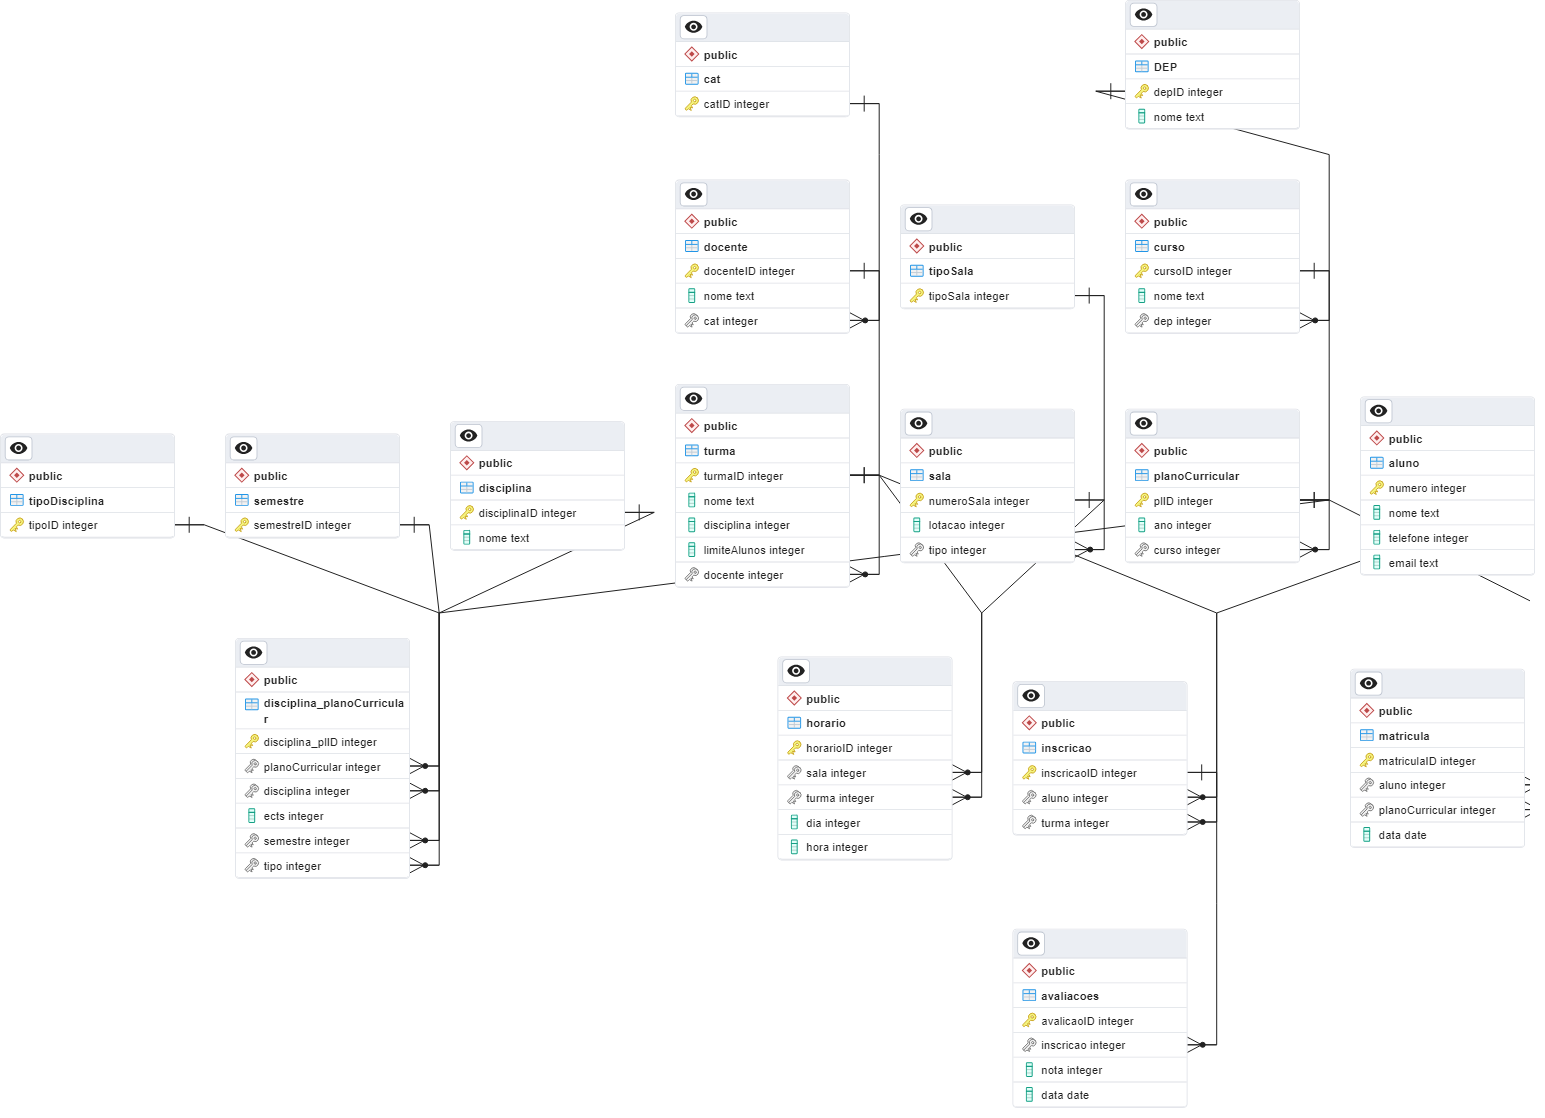 public
cat
catID integer
public
DEP
depID integer
nome text
public
docente
docenteID integer
nome text
cat integer
public
tipoSala
tipoSala integer
public
curso
cursoID integer
nome text
dep integer
public
tipoDisciplina
tipoID integer
public
semestre
semestreID integer
public
disciplina
disciplinaID integer
nome text
public
turma
turmaID integer
nome text
disciplina integer
limiteAlunos integer
docente integer
public
sala
numeroSala integer
lotacao integer
tipo integer
public
planoCurricular
plID integer
ano integer
curso integer
public
aluno
numero integer
nome text
telefone integer
email text
public
disciplina_planoCurricula
r
disciplina_plID integer
planoCurricular integer
disciplina integer
ects integer
semestre integer
tipo integer
public
horario
horarioID integer
sala integer
turma integer
dia integer
hora integer
public
inscricao
inscricaoID integer
aluno integer
turma integer
public
matricula
matriculaID integer
aluno integer
planoCurricular integer
data date
public
avaliacoes
avalicaoID integer
inscricao integer
nota integer
data date